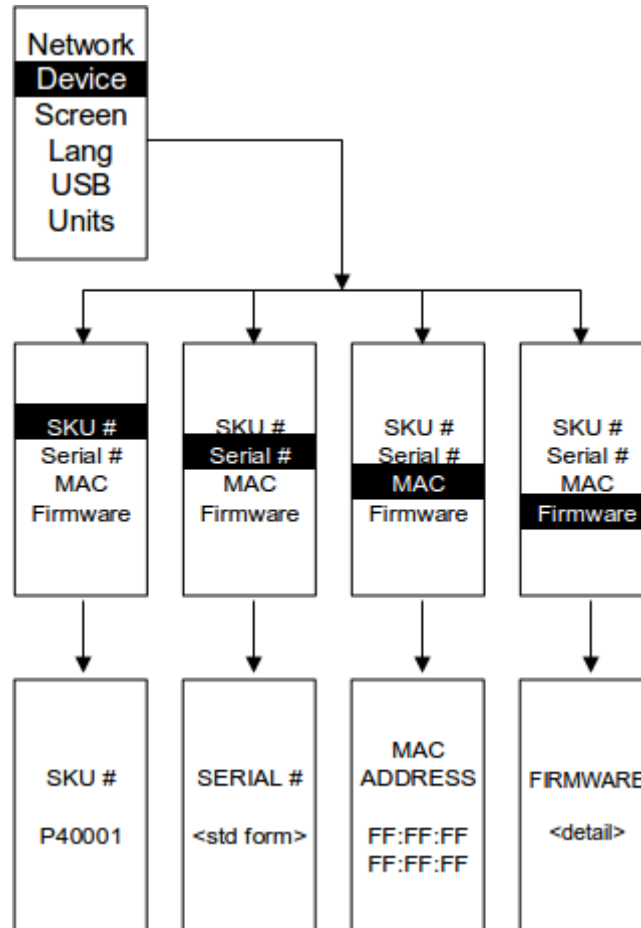 Network
Device
Screen
Lang
USB
Units
SKU #
Serial #
MAC
Firmware
SKU #
Serial #
MAC
Firmware
SKU #
Serial #
MAC
Firmware
SKU #
Serial #
MAC
Firmware
SKU #
P40001
SERIAL #
<std form>
MAC
ADDRESS
FF:FF:FF
FF:FF:FF
FIRMWARE
<detail>